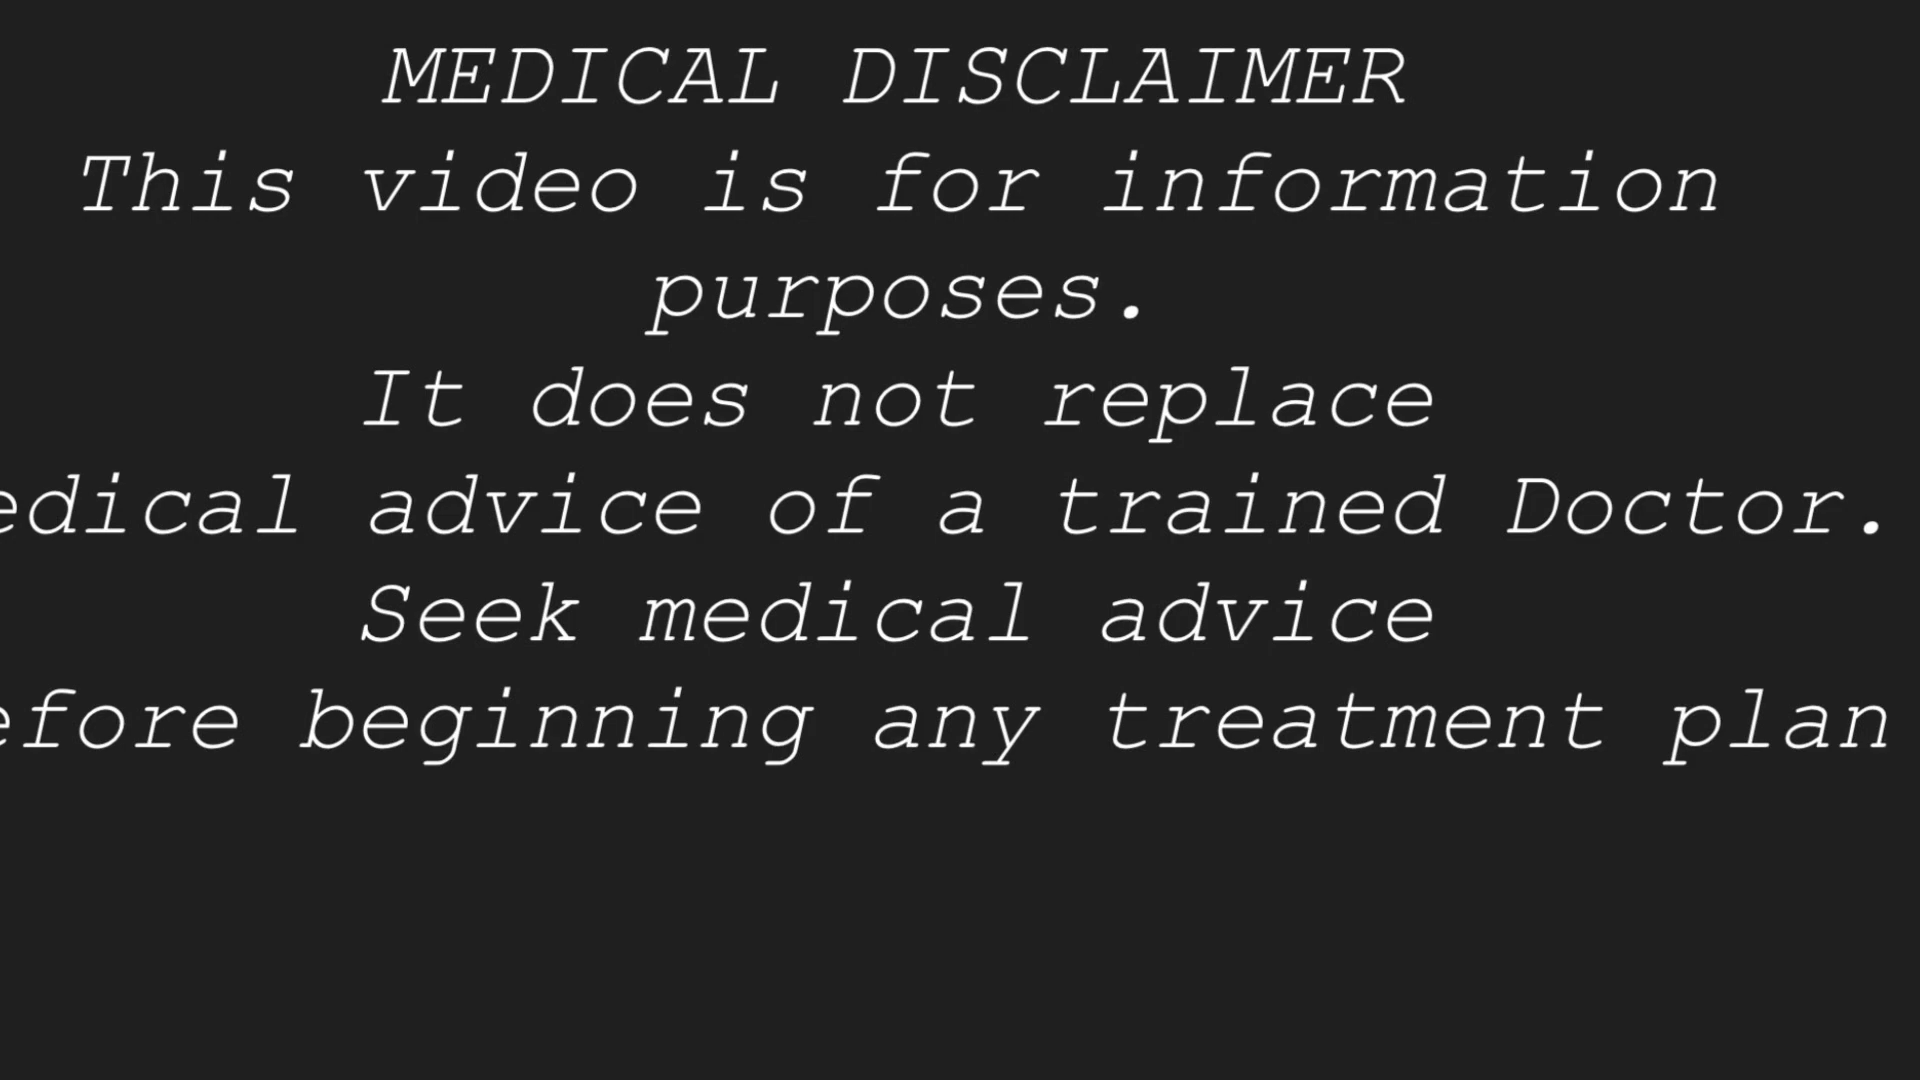 MEDICAL DISCLAIMER
This video is for information
purposes.
It does not replace
edical advice of a trained Doctor.
Seek medical advice
efore beginning any treatment plan